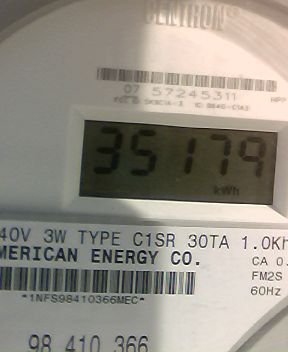 CENTRON®
07 57245311
35179
kWh
40V 3W TYPE C1SR 30TA 1.0Kh
MERICAN ENERGY CO.
CA 0.
FM2S
*1NFS98410366MEC*
60Hz
98 410 366